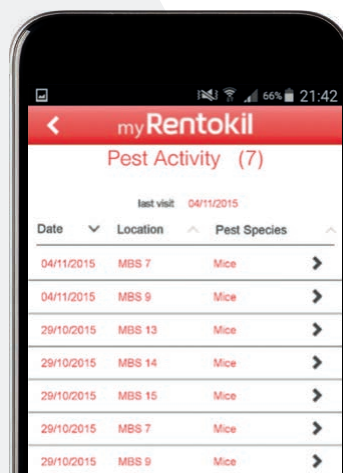 66% 21:42
myRentokil
Pest Activity (7)
last visit 04/11/2015
Date Location Pest Species
04/11/2015 MBS 7 Mice
04/11/2015 MBS 9 Mice
29/10/2015 MBS 13 Mice
29/10/2015 MBS 14 Mice
29/10/2015 MBS 15 Mice
29/10/2015 MBS 7 Mice
29/10/2015 MBS 9 Mice